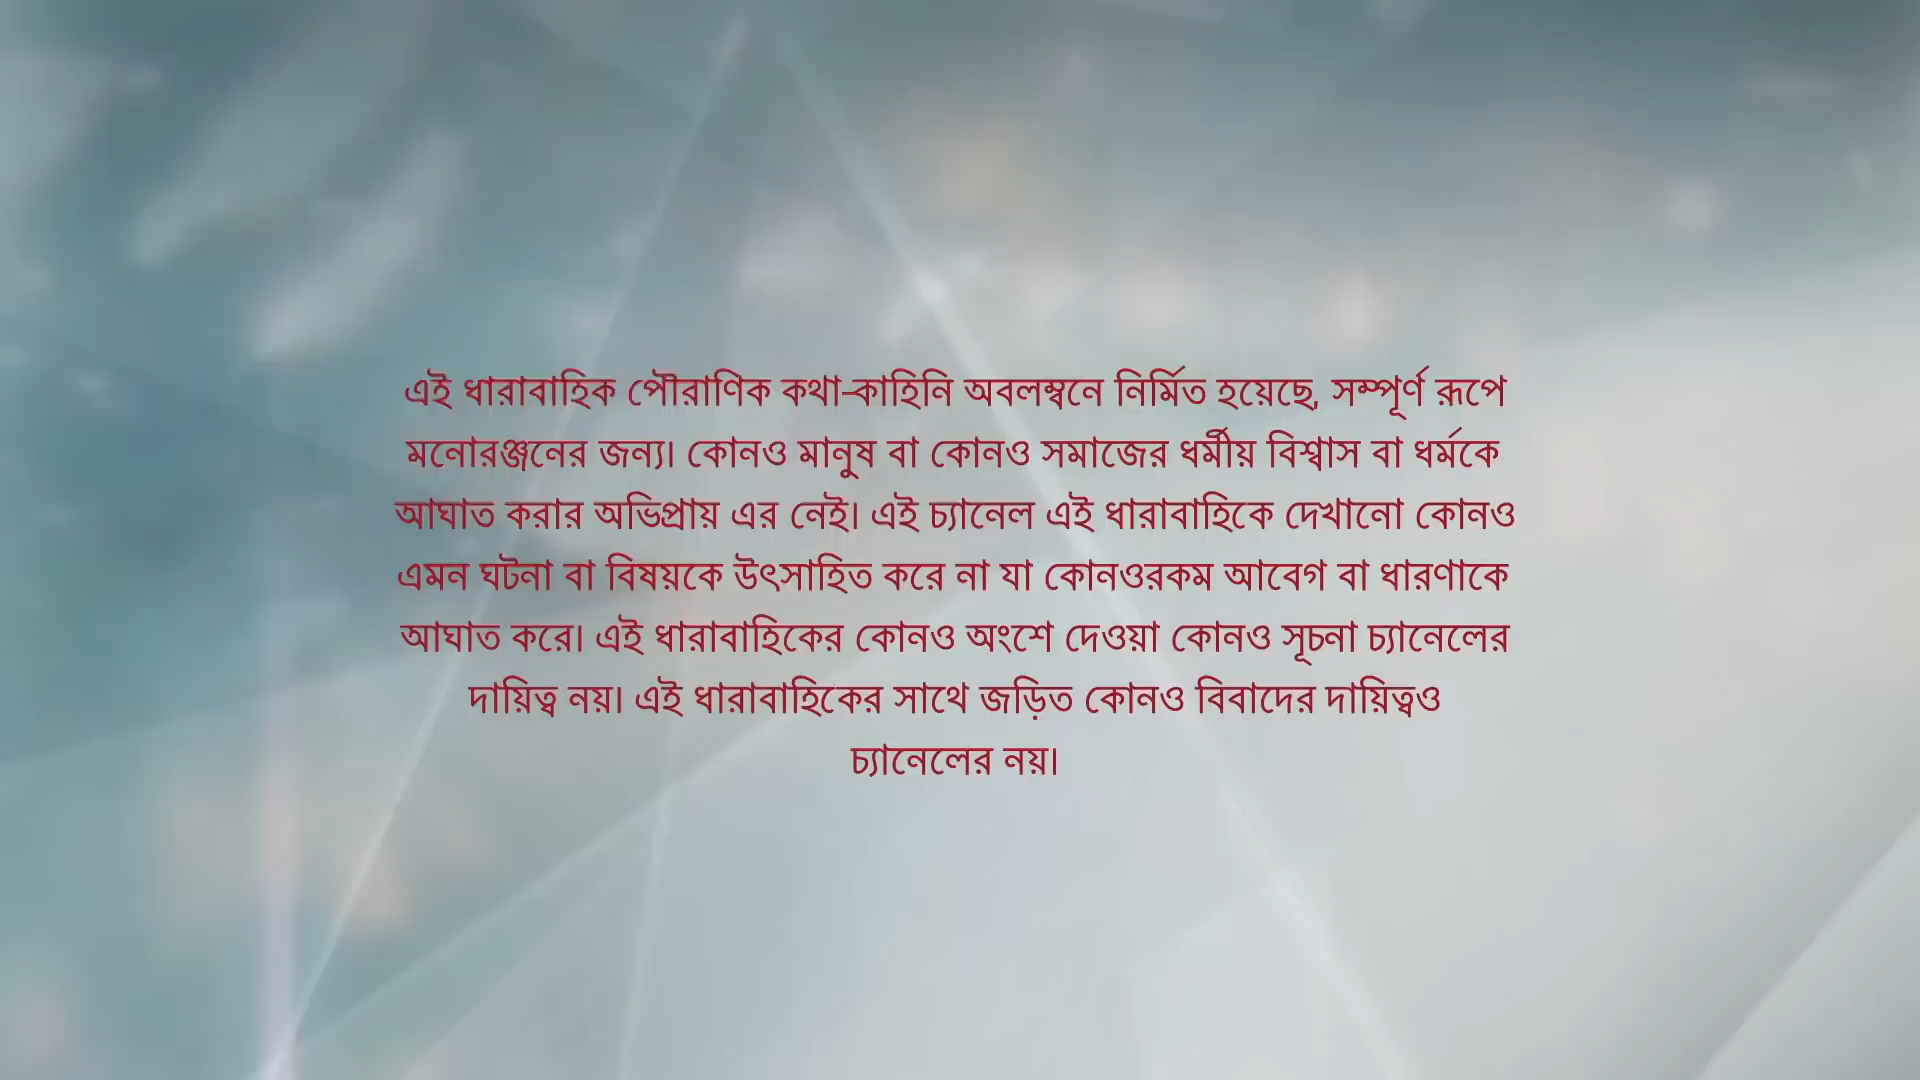 এই ধারাবাহিক পৌরাণিক কথা-কাহিনি অবলম্বনে নির্মিত হয়েছে, সম্পূর্ণ রূপে
মনোরঞ্জনের জন্য। কোনও মানুষ বা কোনও সমাজের ধর্মীয় বিশ্বাস বা ধর্মকে
আঘাত করার অভিপ্রায় এর নেই। এই চ্যানেল এই ধারাবাহিকে দেখানো কোনও
এমন ঘটনা বা বিষয়কে উৎসাহিত করে না যা কোনওরকম আবেগ বা ধারণাকে
আঘাত করে। এই ধারাবাহিকের কোনও অংশে দেওয়া কোনও সূচনা চ্যানেলের
দায়িত্ব নয়। এই ধারাবাহিকের সাথে জড়িত কোনও বিবাদের দায়িত্বও
চ্যানেলের নয়।